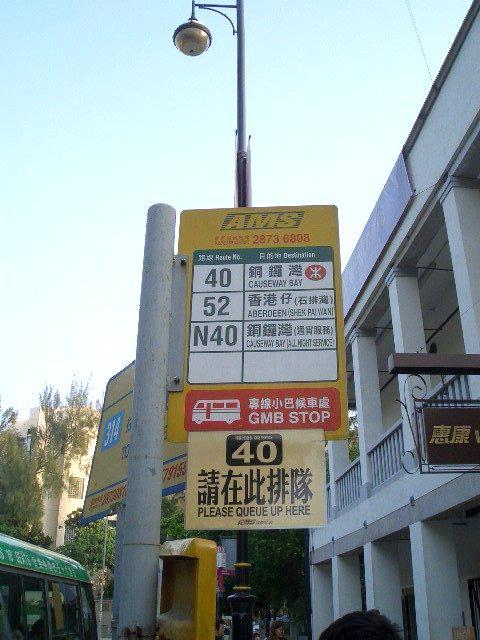 AMS
2873 6808
路線 Route No. 目的地 Destination
40 銅鑼灣
CAUSEWAY BAY
52 香港仔(石排灣)
ABERDEEN (SHEK PAI WAN)
N40 銅鑼灣(通宵服務)
CAUSEWAY BAY (ALL NIGHT SERVICE)
專線小巴候車處
GMB STOP
40
請在此排隊
PLEASE QUEUE UP HERE
314
惠康
16 SEATS